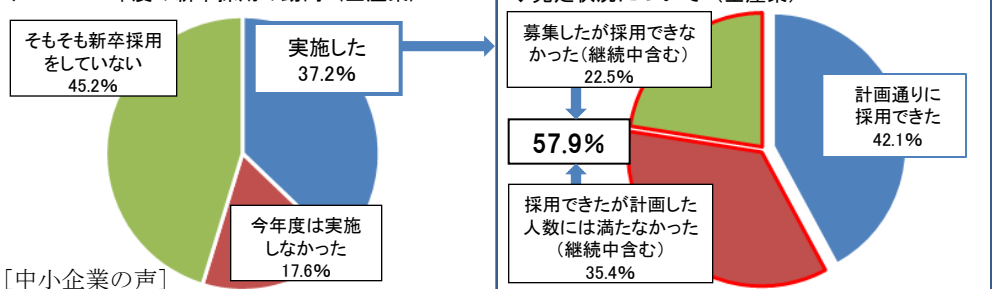 そもそも新卒採用
をしていない
45.2%
実施した
37.2%
今年度は実施
しなかった
17.6%
[中小企業の声]
募集したが採用できな
かった（継続中含む）
22.5%
57.9%
採用できたが計画した
人数には満たなかった
（継続中含む）
35.4%
計画通りに
採用できた
42.1%